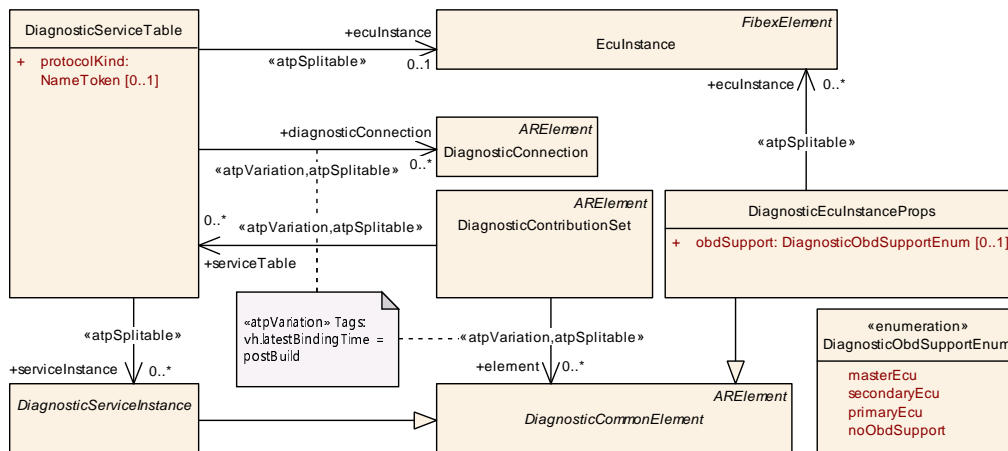 DiagnosticServiceTable
+ protocolKind:
NameToken [0..1]
+ecuInstance
«atpSplitable»
0..1
FibexElement
EcuInstance
+ecuInstance
0..*
«atpSplitable»
+diagnosticConnection
0..*
«atpVariation,atpSplitable»
ARElement
DiagnosticConnection
ARElement
DiagnosticContributionSet
0..*
«atpVariation,atpSplitable»
+serviceTable
DiagnosticEcuInstanceProps
+ obdSupport: DiagnosticObdSupportEnum [0..1]
«atpVariation» Tags:
vh.latestBindingTime =
postBuild
«atpSplitable»
+serviceInstance
0..*
«atpVariation,atpSplitable»
+element
0..*
«enumeration»
DiagnosticObdSupportEnum
masterEcu
secondaryEcu
primaryEcu
noObdSupport
DiagnosticServiceInstance
ARElement
DiagnosticCommonElement